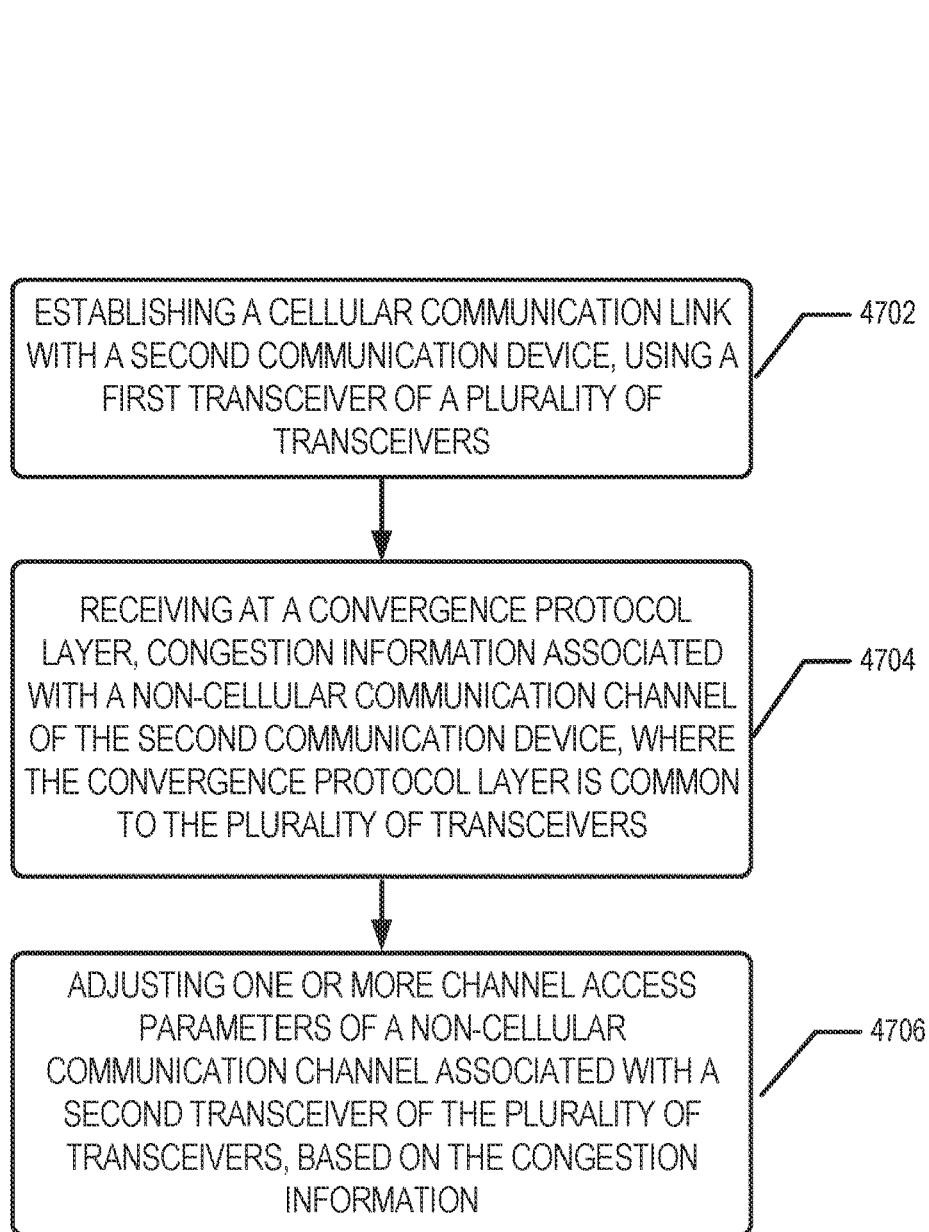 ESTABLISHING A CELLULAR COMMUNICATION LINK
WITH A SECOND COMMUNICATION DEVICE, USING A
FIRST TRANSCEIVER OF A PLURALITY OF
TRANSCEIVERS
4702
RECEIVING AT A CONVERGENCE PROTOCOL
LAYER, CONGESTION INFORMATION ASSOCIATED
WITH A NON-CELLULAR COMMUNICATION CHANNEL
OF THE SECOND COMMUNICATION DEVICE, WHERE
THE CONVERGENCE PROTOCOL LAYER IS COMMON
TO THE PLURALITY OF TRANSCEIVERS
4704
ADJUSTING ONE OR MORE CHANNEL ACCESS
PARAMETERS OF A NON-CELLULAR
COMMUNICATION CHANNEL ASSOCIATED WITH A
SECOND TRANSCEIVER OF THE PLURALITY OF
TRANSCEIVERS, BASED ON THE CONGESTION
INFORMATION
4706